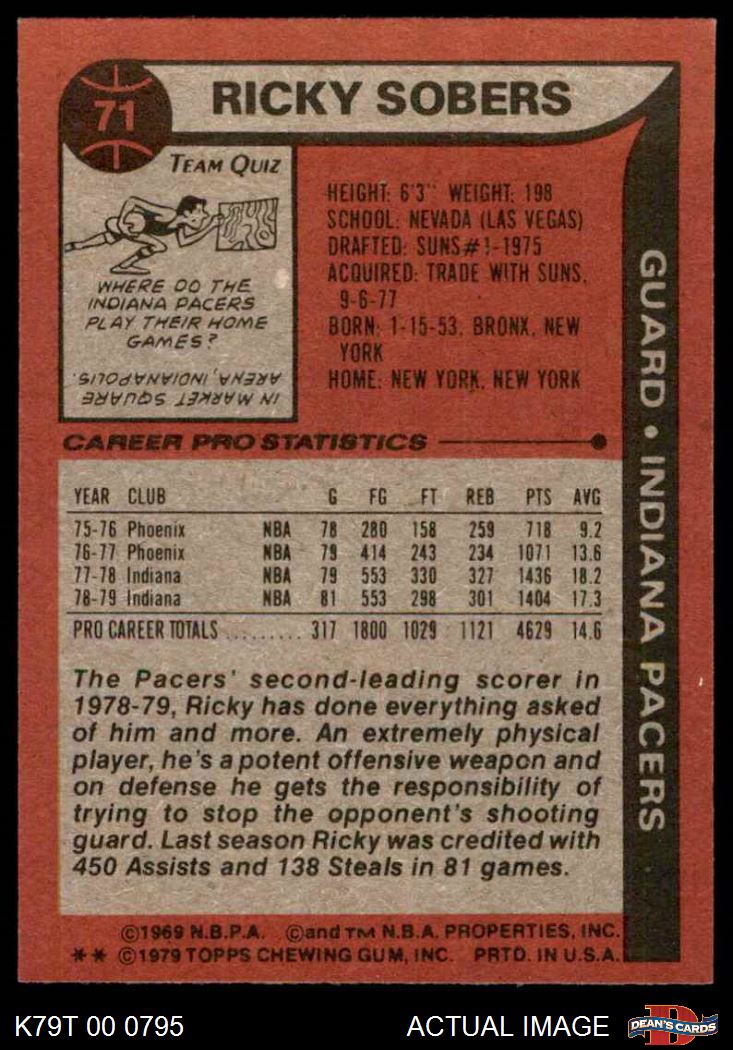 71
RICKY SOBERS
TEAM QUIZ
WHERE DO THE
INDIANA PACERS
PLAY THEIR HOME
GAMES?
IN MARKET SQUARE
ARENA, INDIANAPOLIS.
HEIGHT: 6'3" WEIGHT: 198
SCHOOL: NEVADA (LAS VEGAS)
DRAFTED: SUNS #1-1975
ACQUIRED: TRADE WITH SUNS,
9-6-77
BORN: 1-15-53, BRONX, NEW
YORK
HOME: NEW YORK, NEW YORK
GUARD • INDIANA PACERS
CAREER PRO STATISTICS
YEAR CLUB G FG FT REB PTS AVG
75-76 Phoenix NBA 78 280 158 259 718 9.2
76-77 Phoenix NBA 79 414 243 234 1071 13.6
77-78 Indiana NBA 79 553 330 327 1436 18.2
78-79 Indiana NBA 81 553 298 301 1404 17.3
PRO CAREER TOTALS ......... 317 1800 1029 1121 4629 14.6
The Pacers' second-leading scorer in
1978-79, Ricky has done everything asked
of him and more. An extremely physical
player, he's a potent offensive weapon and
on defense he gets the responsibility of
trying to stop the opponent's shooting
guard. Last season Ricky was credited with
450 Assists and 138 Steals in 81 games.
©1969 N.B.P.A. ©and TM N.B.A. PROPERTIES, INC.
** ©1979 TOPPS CHEWING GUM, INC. PRTD. IN U.S.A.
K79T 00 0795
ACTUAL IMAGE
D
DEAN'S CARDS